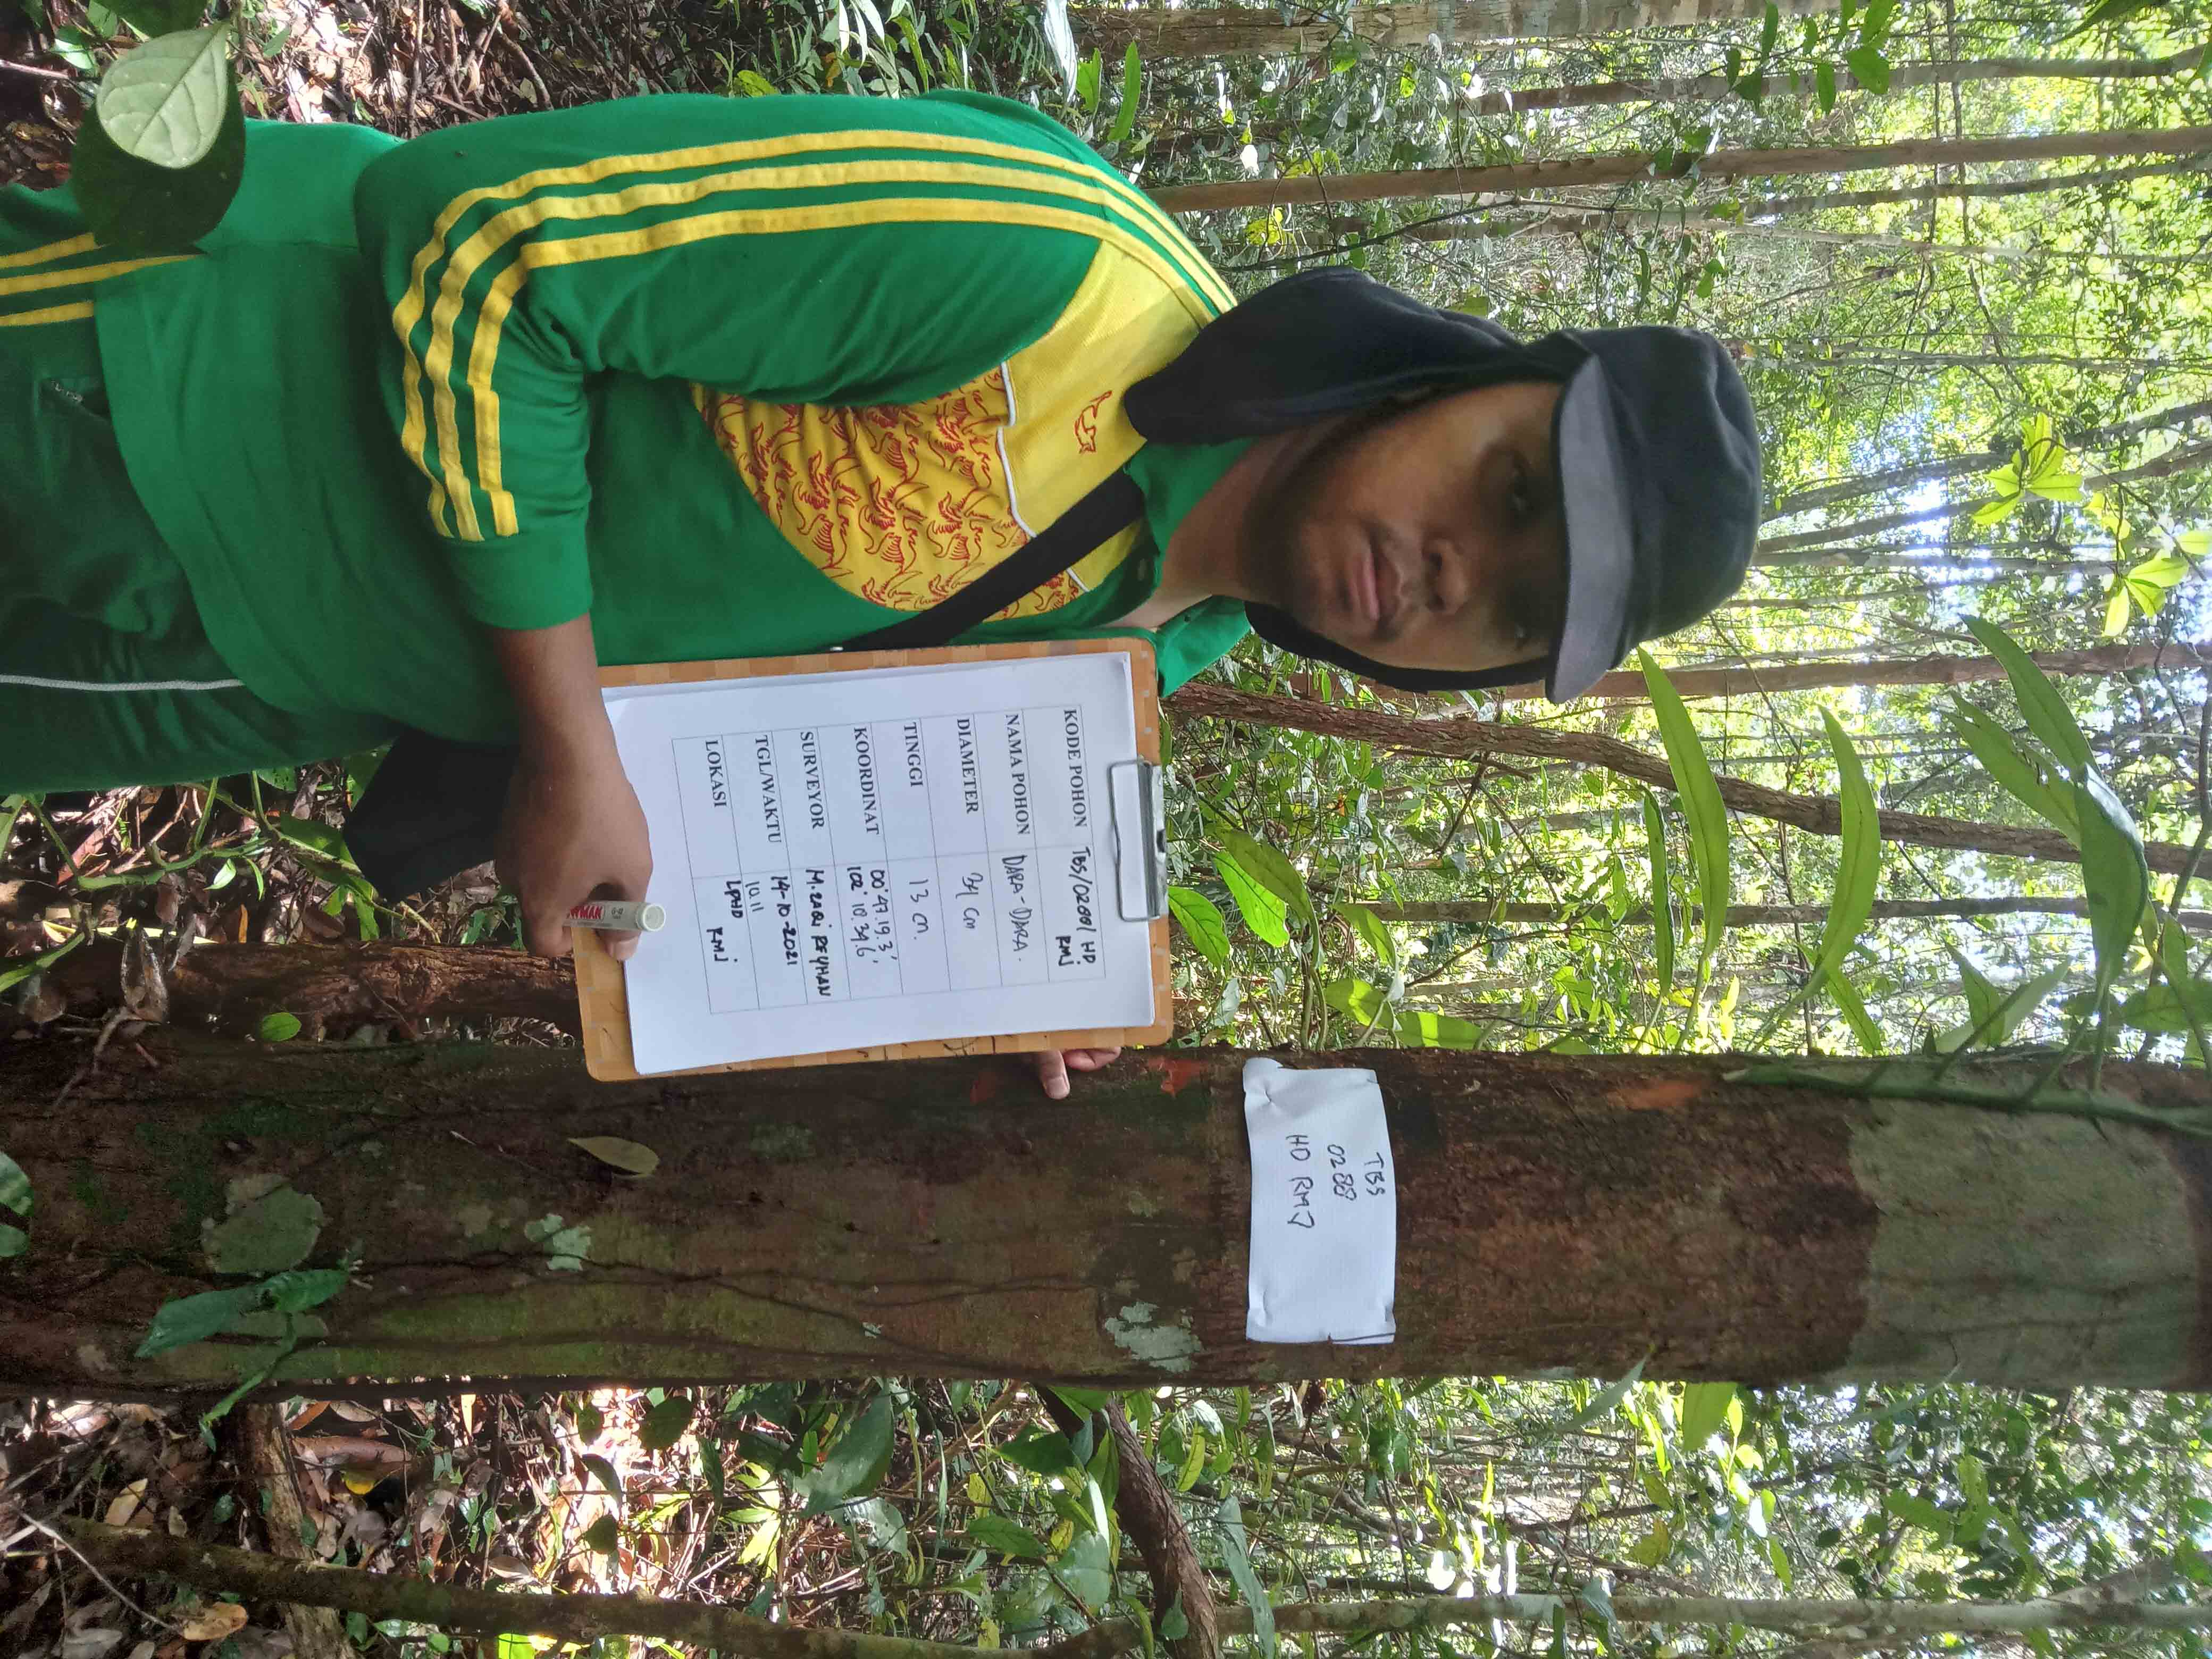 TBS
0288
HD RMJ
KODE POHON TBS/0288/ HD.
RMJ
NAMA POHON DARA-DARA.
DIAMETER 34 cm
TINGGI 13 cm.
KOORDINAT 00°47.19.3'
102° 10.34.6'
SURVEYOR M. ZAQI REYHAN
TGL/WAKTU 14-10-2021
10.11
LOKASI LPHD
RMJ